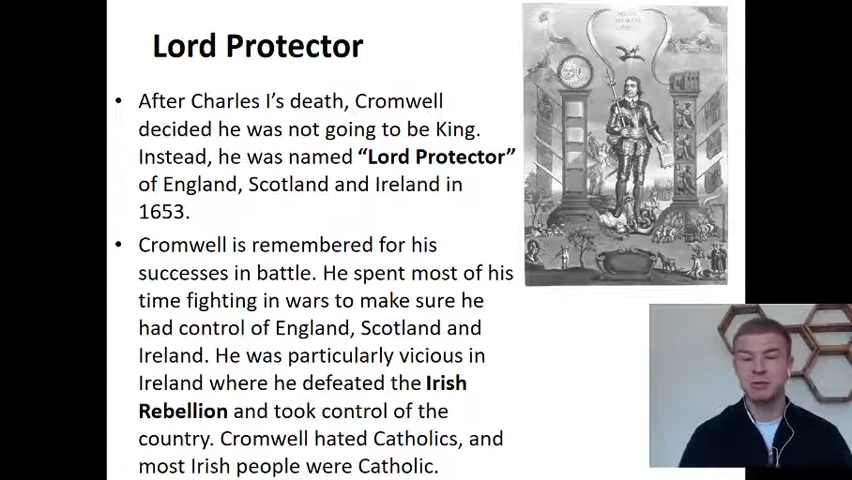 Lord Protector
• After Charles I's death, Cromwell
decided he was not going to be King.
Instead, he was named “Lord Protector”
of England, Scotland and Ireland in
1653.
• Cromwell is remembered for his
successes in battle. He spent most of his
time fighting in wars to make sure he
had control of England, Scotland and
Ireland. He was particularly vicious in
Ireland where he defeated the Irish
Rebellion and took control of the
country. Cromwell hated Catholics, and
most Irish people were Catholic.